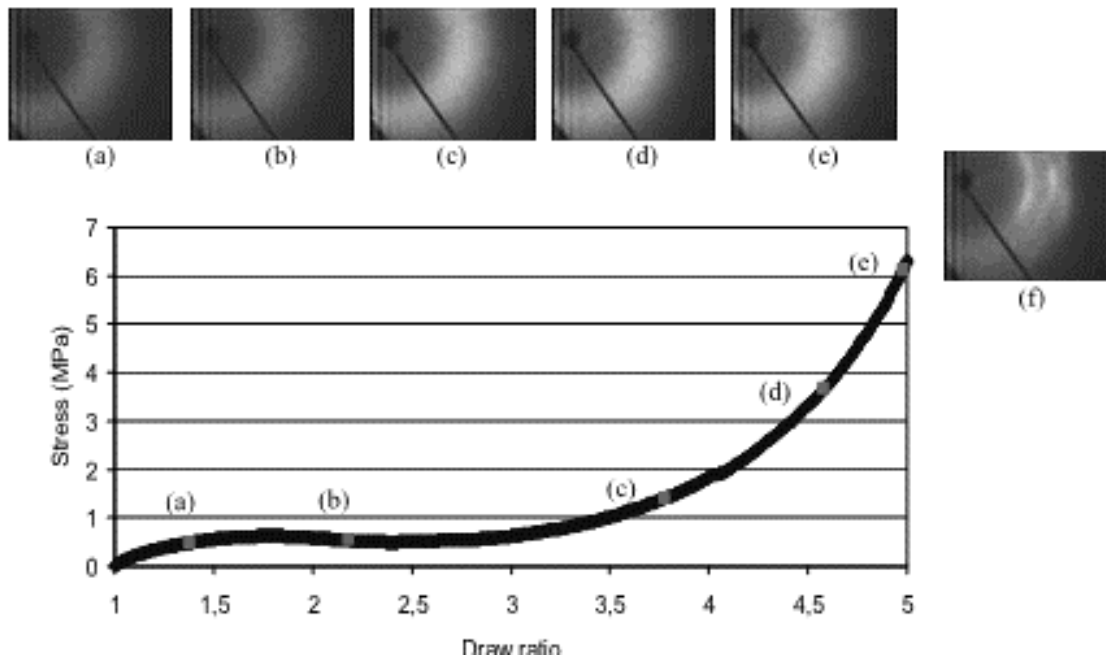 (a) (b) (c) (d) (e)
(f)
7
6
5
4
3
2
1
0
Stress (MPa)
(e)
(d)
(c)
(a) (b)
1 1,5 2 2,5 3 3,5 4 4,5 5
Draw ratio